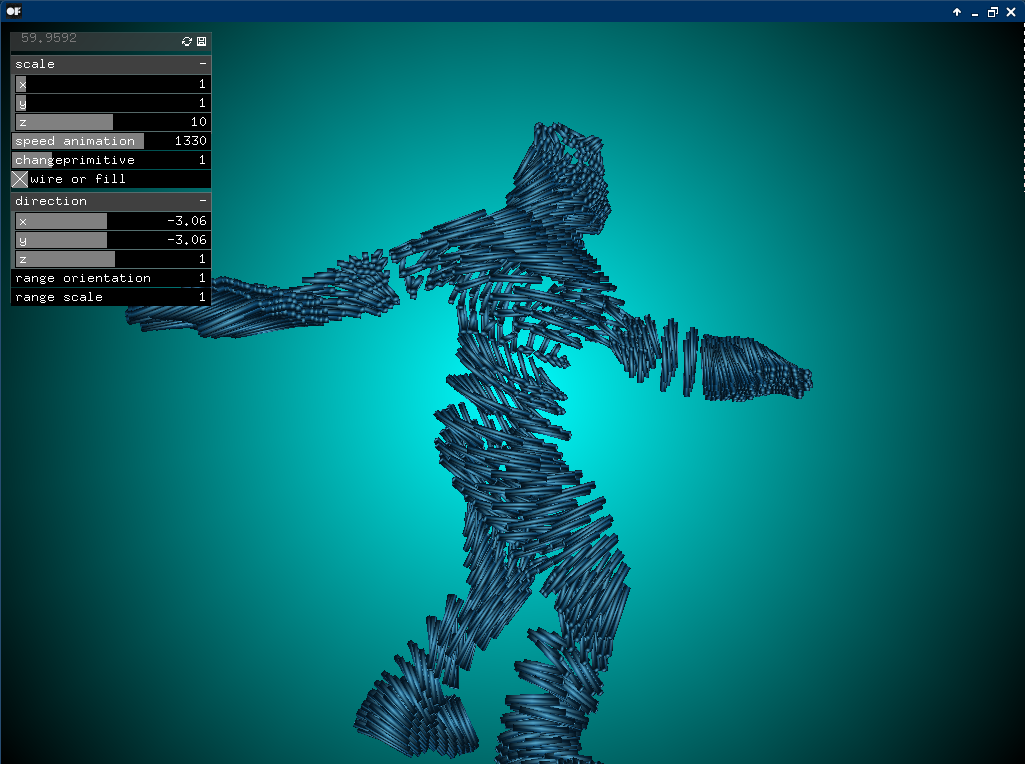 OF
59.9592
scale −
x 1
y 1
z 10
speed animation 1330
changeprimitive 1
wire or fill
direction −
x −3.06
y −3.06
z 1
range orientation 1
range scale 1